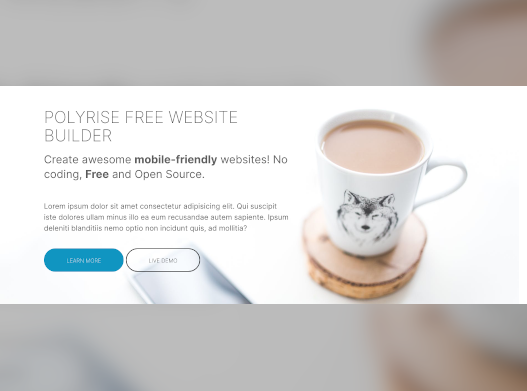 POLYRISE FREE WEBSITE
BUILDER
Create awesome mobile-friendly websites! No
coding, Free and Open Source.
Lorem ipsum dolor sit amet consectetur adipisicing elit. Qui suscipit
iste dolores ullam minus illo ea eum recusandae autem sapiente. Ipsum
deleniti blanditiis nemo optio non incidunt quis, ad mollitia?
LEARN MORE
LIVE DEMO